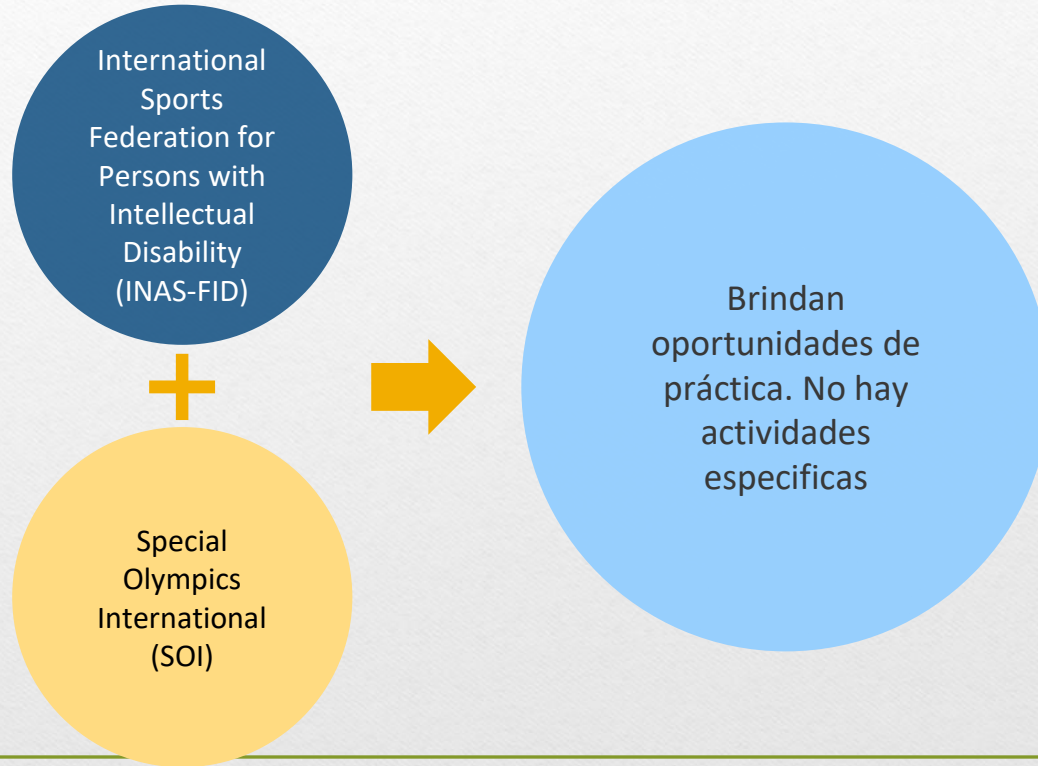 International
Sports
Federation for
Persons with
Intellectual
Disability
(INAS-FID)
Special
Olympics
International
(SOI)
Brindan
oportunidades de
práctica. No hay
actividades
especificas